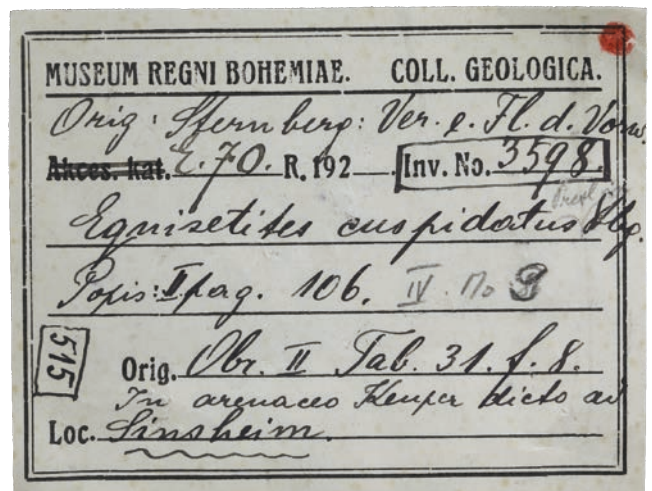 MUSEUM REGNI BOHEMIAE. COLL. GEOLOGICA.
Orig: Sternberg: Ver. e. Fl. d. Vorw.
Akces. kat. E. 70. R. 192 . Inv. No. 3598.
Presl
Equisetites cuspidatus Stbg.
Popis: II pag. 106. IV. No
515
Orig. Obr. II Tab. 31. f. 8.
In arenaceo Keuper dicto ad
Loc. Sinsheim.